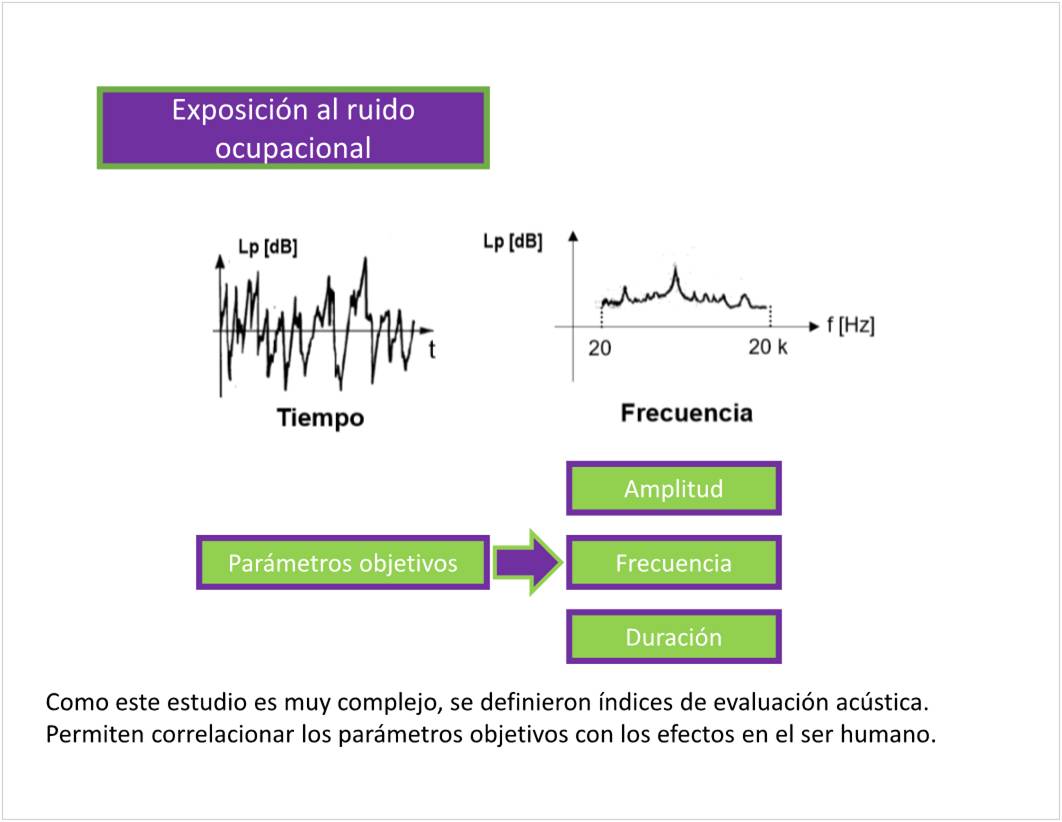 Exposición al ruido
ocupacional
Lp [dB]
t
Tiempo
Lp [dB]
f [Hz]
20
20 k
Frecuencia
Amplitud
Parámetros objetivos
Frecuencia
Duración
Como este estudio es muy complejo, se definieron índices de evaluación acústica.
Permiten correlacionar los parámetros objetivos con los efectos en el ser humano.